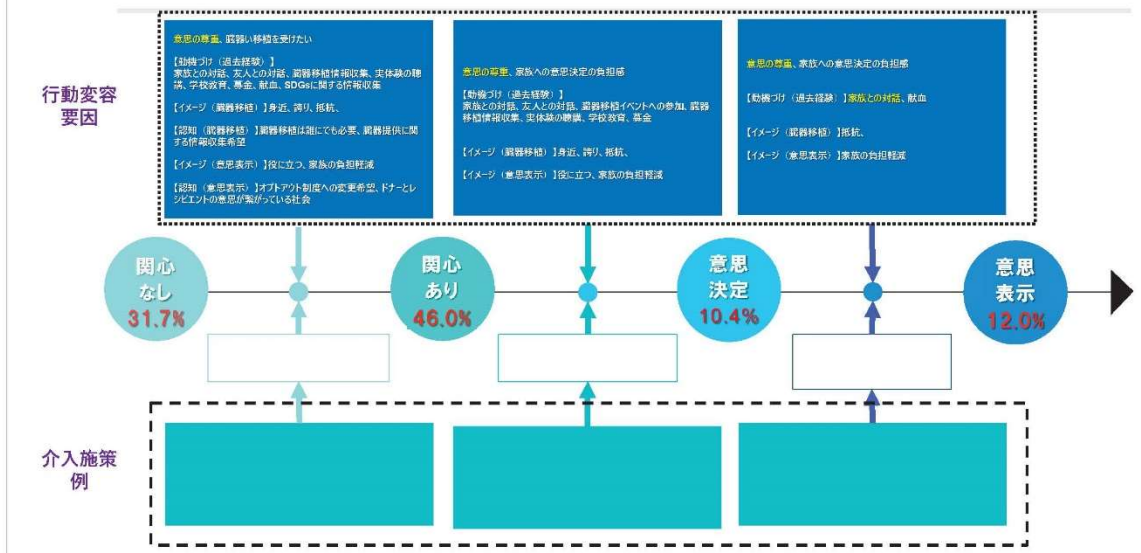 行動変容
要因
意思の尊重、臓器い移植を受けたい
【動機づけ（過去経験）】
家族との対話、友人との対話、臓器移植情報収集、実体験の聴
講、学校教育、募金、献血、SDGsに関する情報収集
【イメージ（臓器移植）】身近、誇り、抵抗、
【認知（臓器移植）】臓器移植は誰にでも必要、臓器提供に関
する情報収集希望
【イメージ（意思表示）】役に立つ、家族の負担軽減
【認知（意思表示）】オプトアウト制度への変更希望、ドナーとレ
シピエントの意思が繋がっている社会
意思の尊重、家族への意思決定の負担感
【動機づけ（過去経験）】
家族との対話、友人との対話、臓器移植イベントへの参加、臓器
移植情報収集、実体験の聴講、学校教育、募金
【イメージ（臓器移植）】身近、誇り、抵抗、
【イメージ（意思表示）】役に立つ、家族の負担軽減
意思の尊重、家族への意思決定の負担感
【動機づけ（過去経験）】家族との対話、献血
【イメージ（臓器移植）】抵抗、
【イメージ（意思表示）】家族の負担軽減
関心
なし
31.7%
関心
あり
46.0%
意思
決定
10.4%
意思
表示
12.0%
介入施策
例